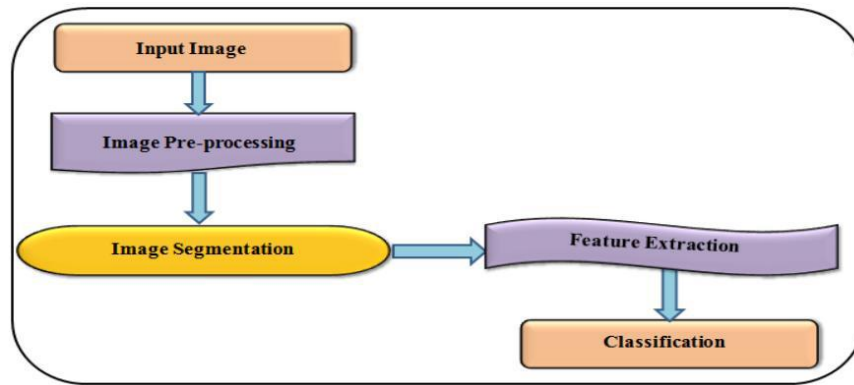 Input Image
Image Pre-processing
Image Segmentation
Feature Extraction
Classification